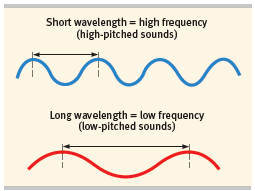 Short wavelength = high frequency
(high-pitched sounds)
Long wavelength = low frequency
(low-pitched sounds)